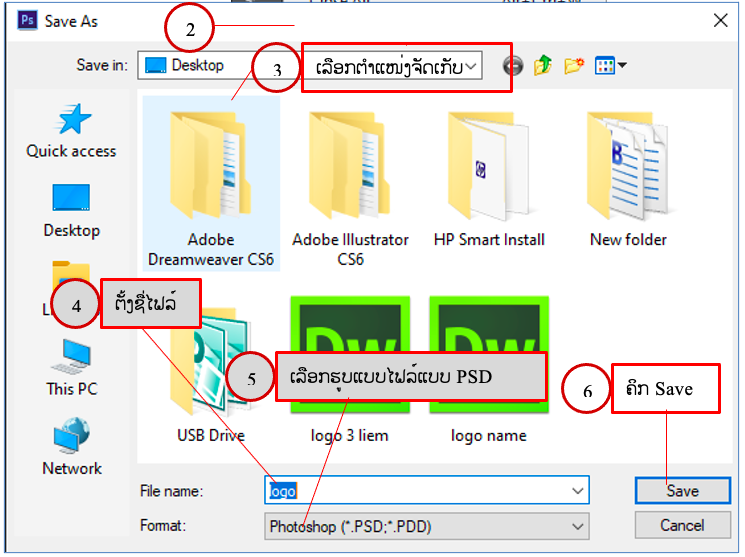 Save As
2
Save in:
Desktop
3
ເລືອກຕຳແໜ່ງຈັດເກັບ
Quick access
Desktop
This PC
Network
Adobe
Dreamweaver CS6
Adobe Illustrator
CS6
HP Smart Install
New folder
4
ຕັ້ງຊື່ໄຟລ໌
5
ເລືອກຮູບແບບໄຟລ໌ແບບ PSD
6
ຄິກ Save
USB Drive
logo 3 liem
logo name
File name:
logo
Save
Format:
Photoshop (*.PSD;*.PDD)
Cancel